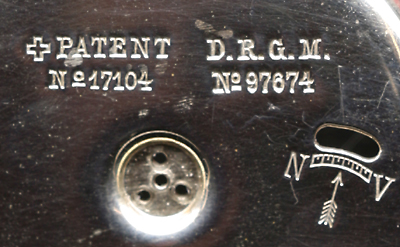 ✚ PATENT D.R.G.M.
No 17104 No 97674
N V